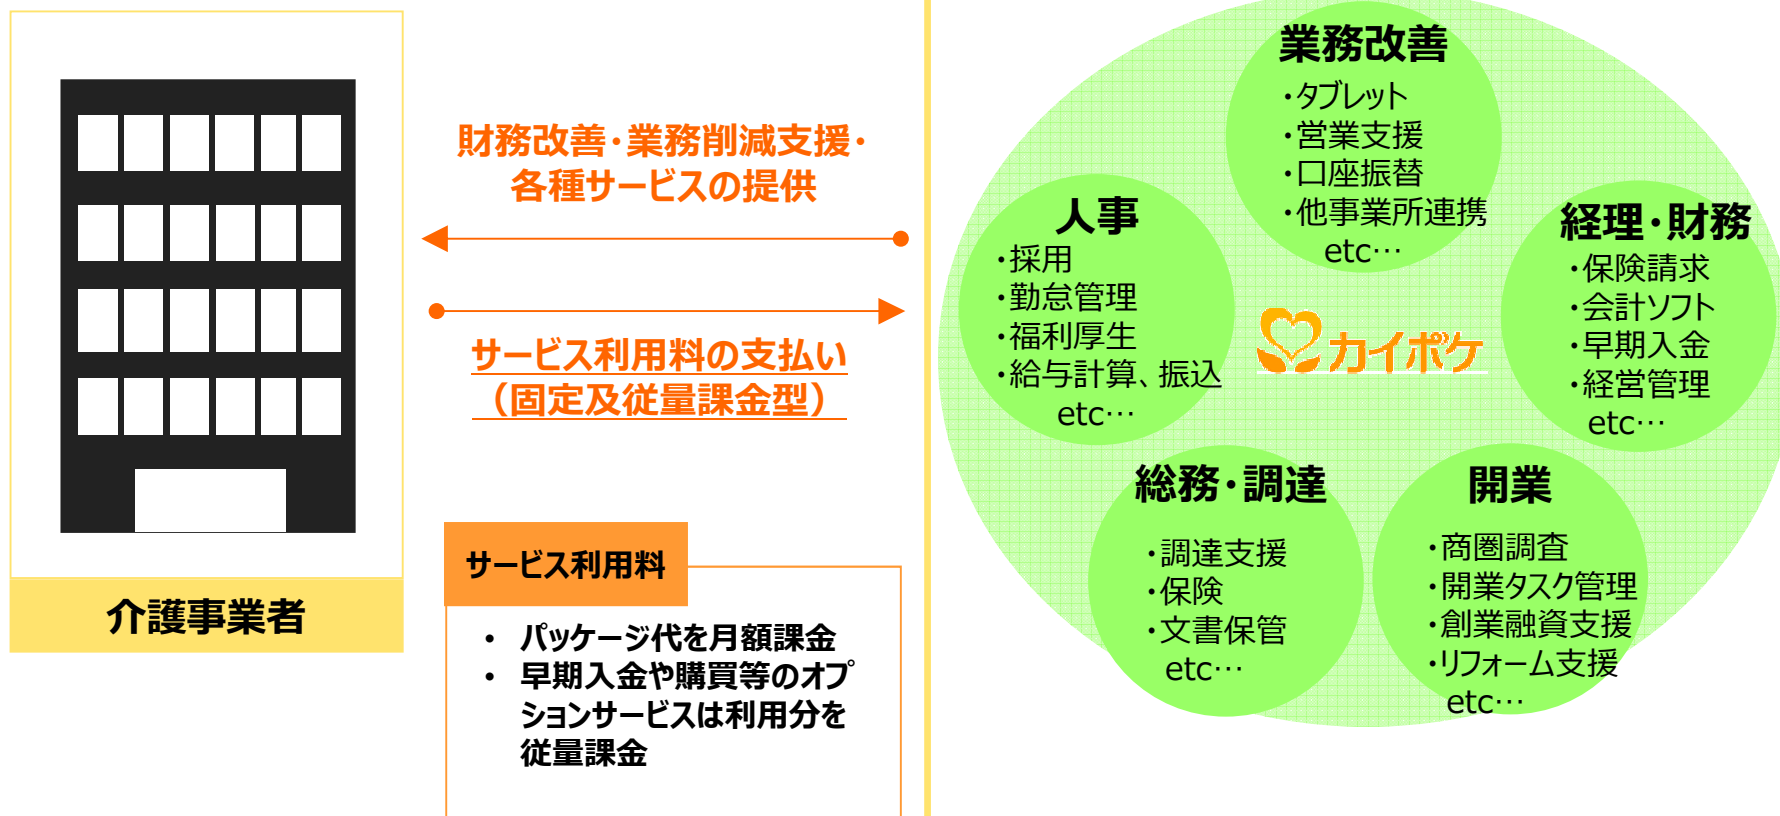 財務改善・業務削減支援・
各種サービスの提供
サービス利用料の支払い
（固定及従量課金型）
介護事業者
サービス利用料
• パッケージ代を月額課金
• 早期入金や購買等のオプ
ションサービスは利用分を
従量課金
業務改善
・タブレット
・営業支援
・口座振替
・他事業所連携
etc…
人事
・採用
・勤怠管理
・福利厚生
・給与計算、振込
etc…
カイポケ
経理・財務
・保険請求
・会計ソフト
・早期入金
・経営管理
etc…
総務・調達
・調達支援
・保険
・文書保管
etc…
開業
・商圏調査
・開業タスク管理
・創業融資支援
・リフォーム支援
etc…